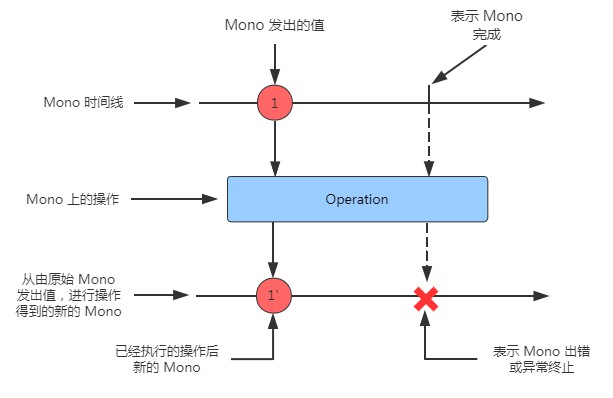 Mono 发出的值
表示 Mono
完成
Mono 时间线
1
Mono 上的操作
Operation
从由原始 Mono
发出值，进行操作
得到的新的 Mono
1'
已经执行的操作后
新的 Mono
表示 Mono 出错
或异常终止